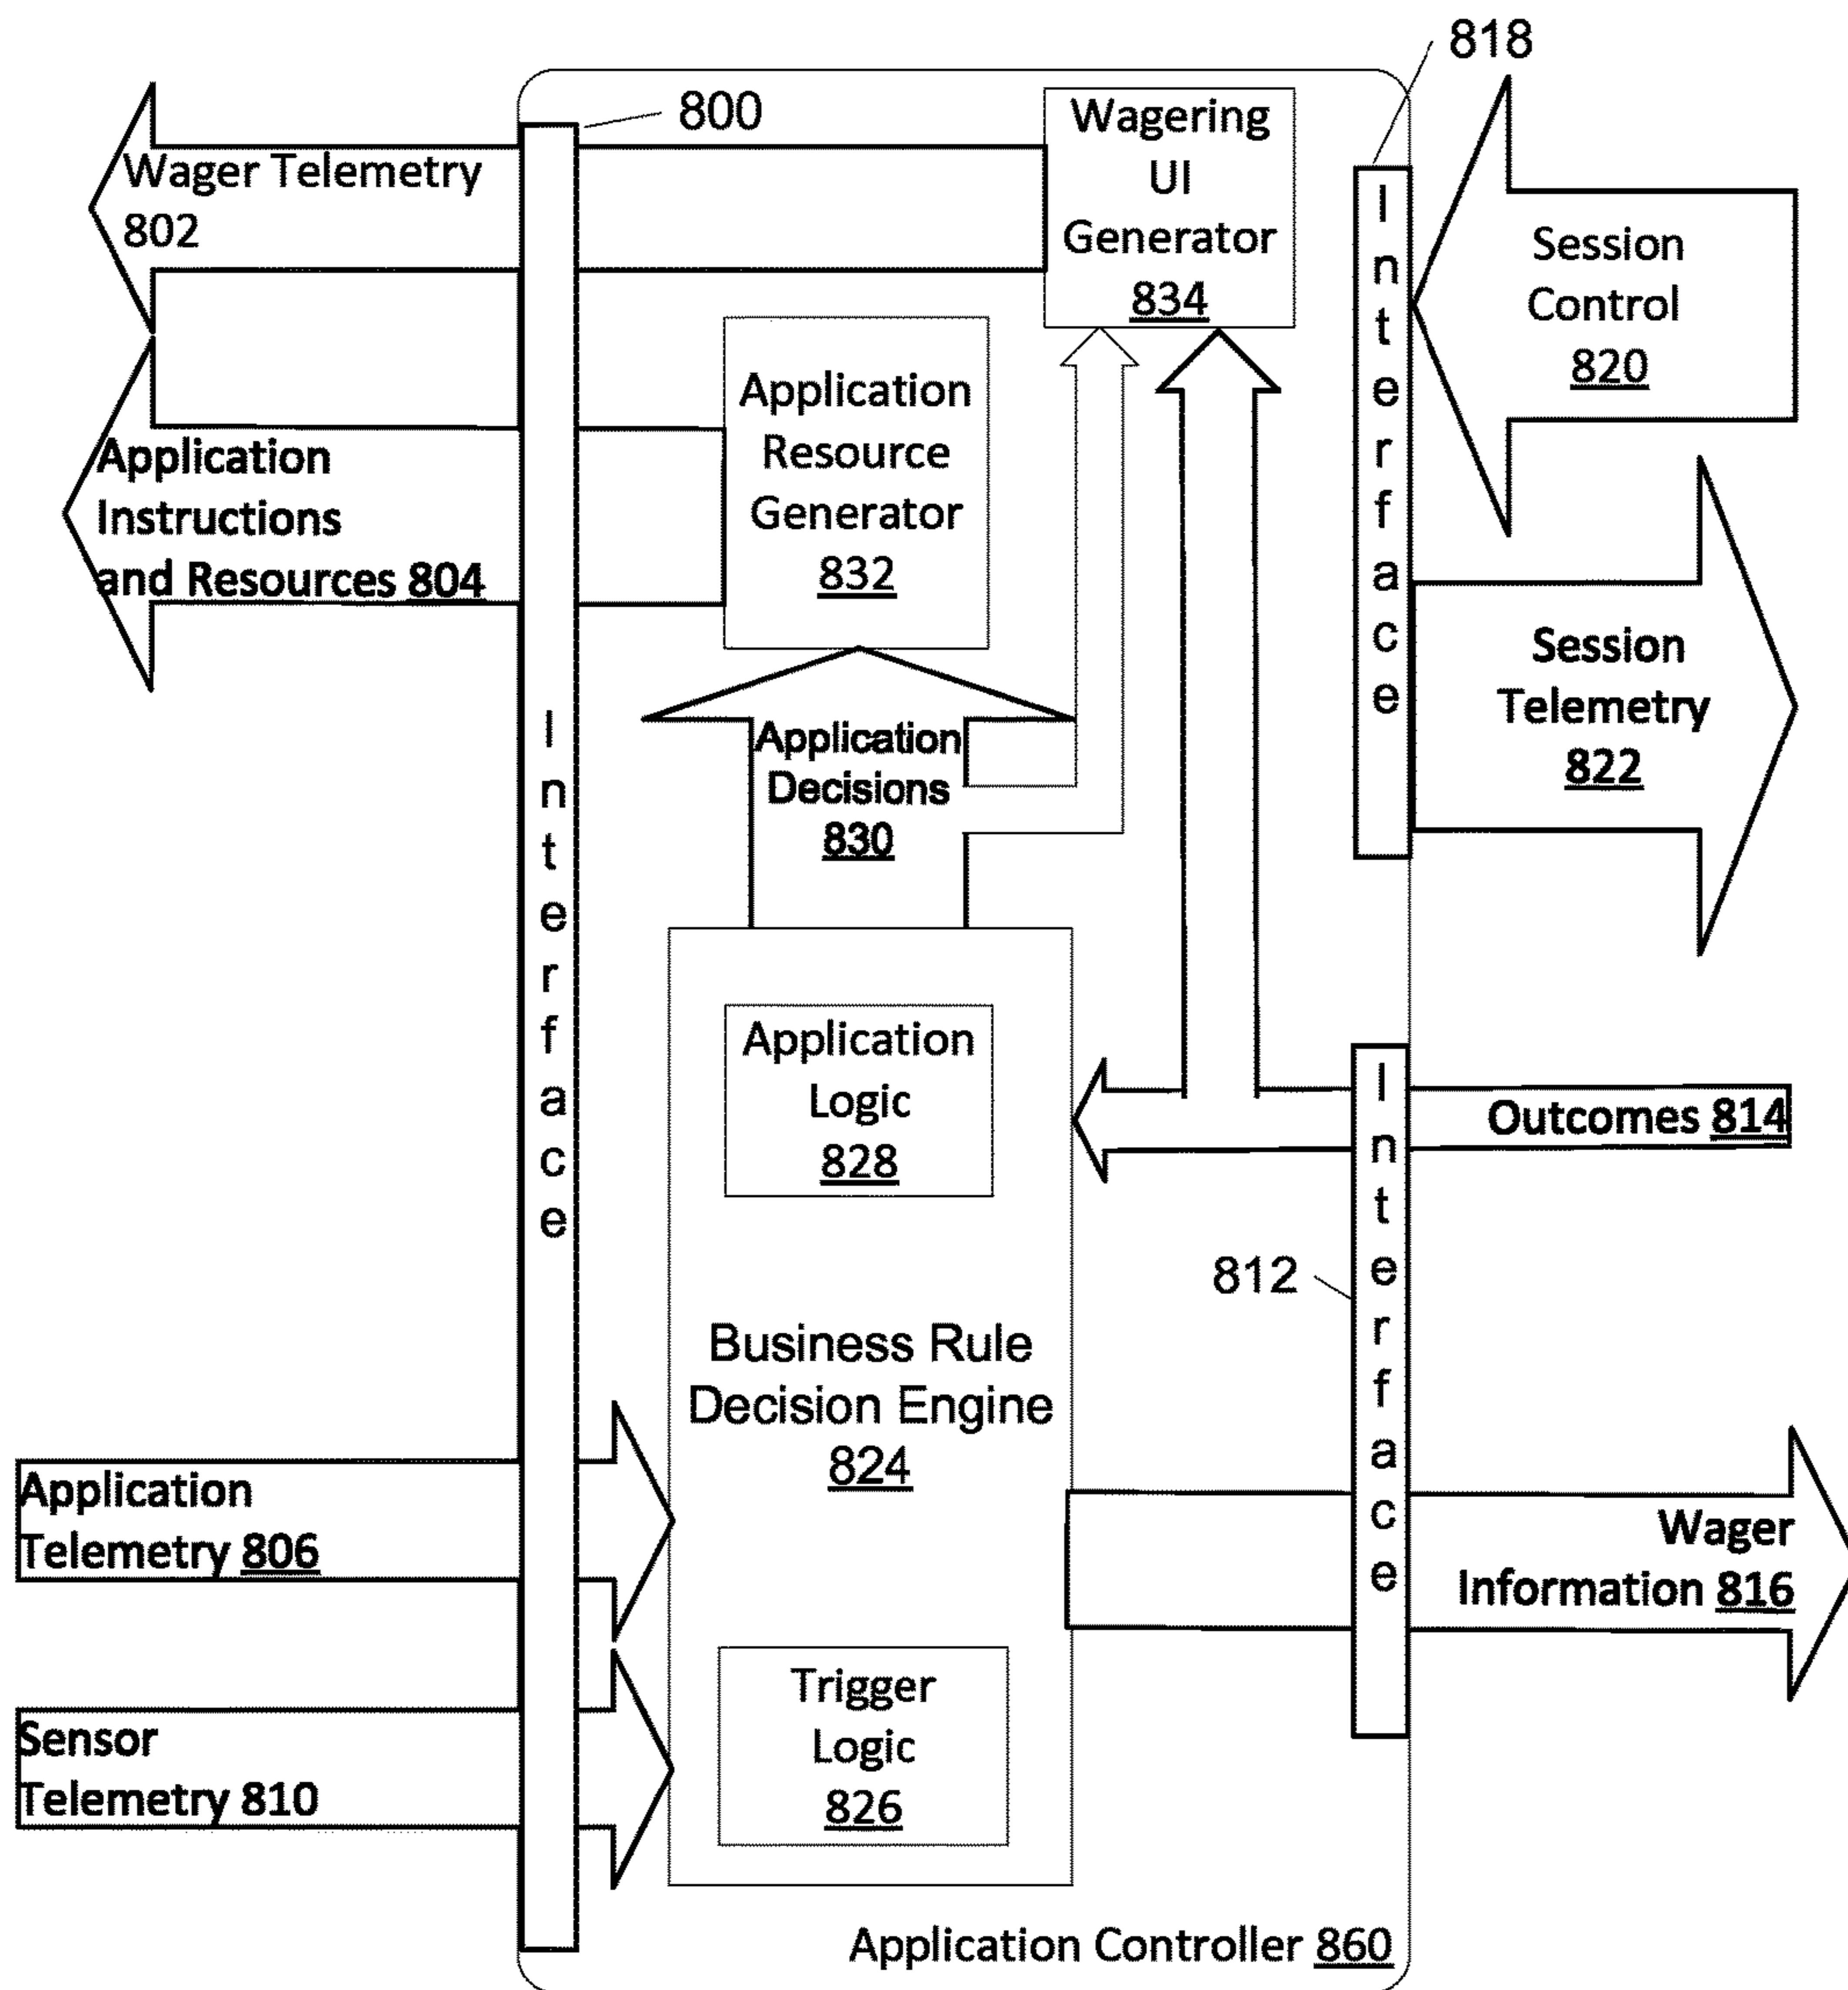 818
800
Wagering
UI
Generator
834
Wager Telemetry
802
Interface
Session
Control
820
Application
Resource
Generator
832
Application
Instructions
and Resources 804
Session
Telemetry
822
Interface
Application
Decisions
830
Application
Logic
828
Interface
Outcomes 814
812
Business Rule
Decision Engine
824
Application
Telemetry 806
Wager
Information 816
Trigger
Logic
826
Sensor
Telemetry 810
Application Controller 860